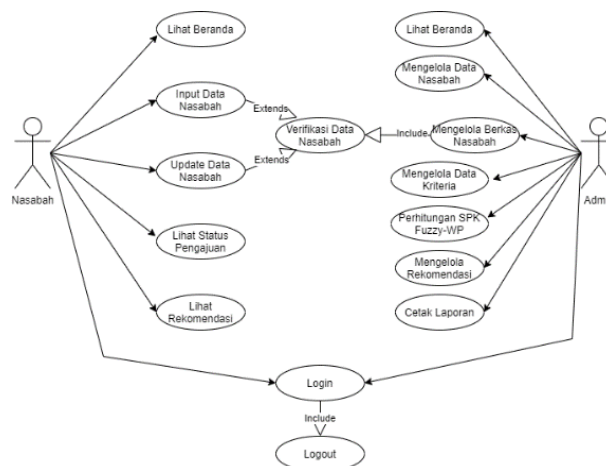 Lihat Beranda
Lihat Beranda
Mengelola Data
Nasabah
Input Data
Nasabah
Extends
Verifikasi Data
Nasabah
Include
Mengelola Berkas
Nasabah
Nasabah
Update Data
Nasabah
Extends
Mengelola Data
Kriteria
Adm
Perhitungan SPK
Fuzzy-WP
Lihat Status
Pengajuan
Mengelola
Rekomendasi
Lihat
Rekomendasi
Cetak Laporan
Login
Include
Logout